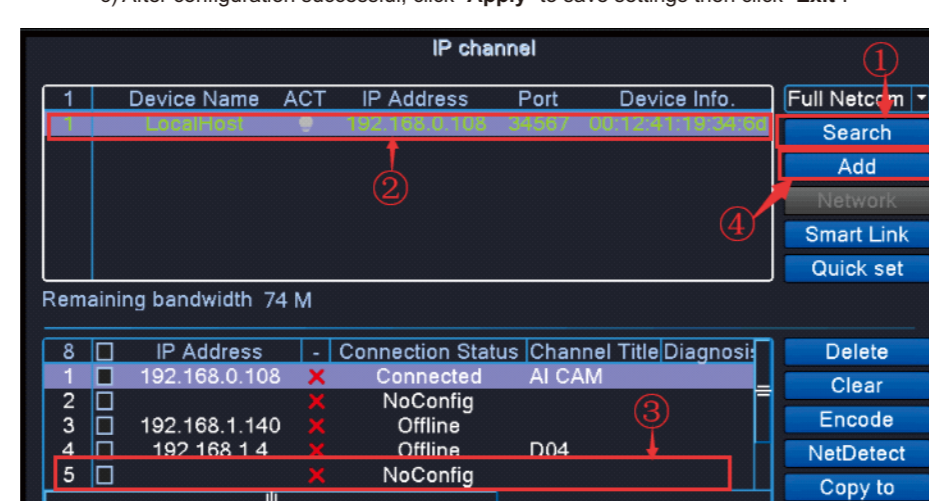 5) After configuration successful, click "Apply" to save settings then click "Exit".
IP channel
①
1 Device Name ACT IP Address Port Device Info. Full Netcom
1 LocalHost 192.168.0.108 34567 00:12:41:19:34:6d Search
Add
②
Network
④
Smart Link
Quick set
Remaining bandwidth 74 M
8 IP Address - Connection Status Channel Title Diagnosis Delete
1 192.168.0.108 Connected AI CAM
Clear
2 NoConfig
③
3 192.168.1.140 Offline Encode
4 192.168.1.4 Offline D04 NetDetect
5 NoConfig
Copy to